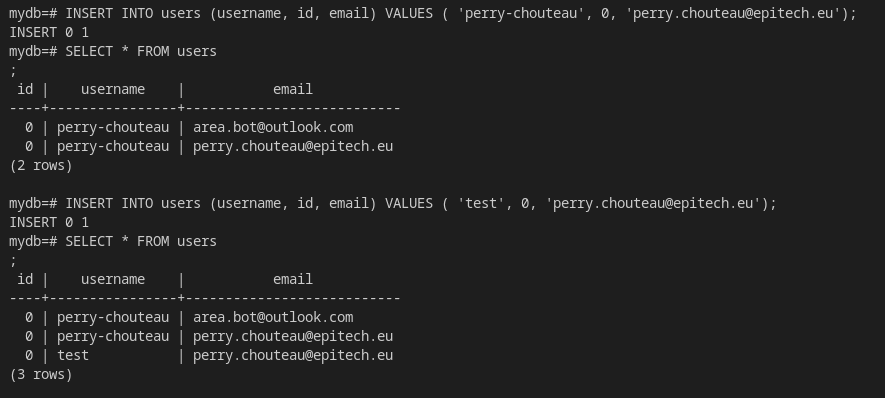 mydb=# INSERT INTO users (username, id, email) VALUES ( 'perry-chouteau', 0, 'perry.chouteau@epitech.eu');
INSERT 0 1
mydb=# SELECT * FROM users
;
 id |    username    |           email
----+----------------+---------------------------
  0 | perry-chouteau | area.bot@outlook.com
  0 | perry-chouteau | perry.chouteau@epitech.eu
(2 rows)

mydb=# INSERT INTO users (username, id, email) VALUES ( 'test', 0, 'perry.chouteau@epitech.eu');
INSERT 0 1
mydb=# SELECT * FROM users
;
 id |    username    |           email
----+----------------+---------------------------
  0 | perry-chouteau | area.bot@outlook.com
  0 | perry-chouteau | perry.chouteau@epitech.eu
  0 | test           | perry.chouteau@epitech.eu
(3 rows)